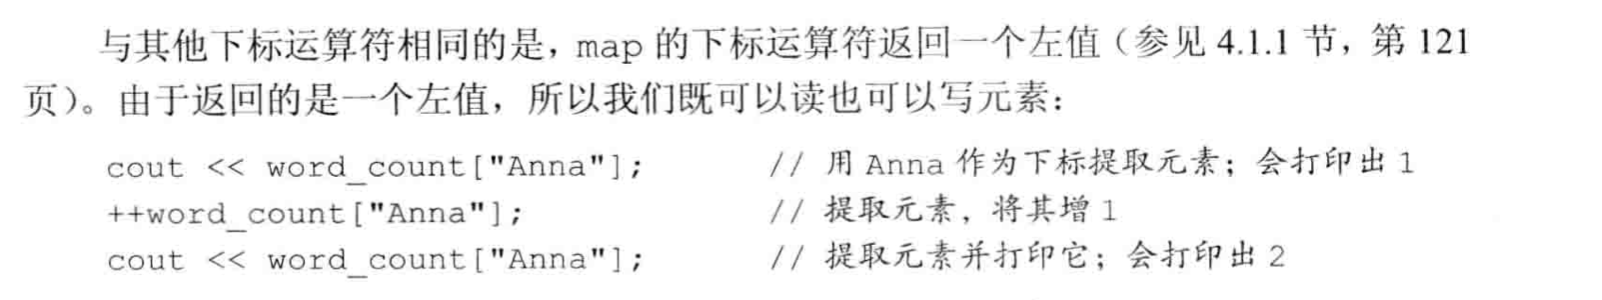 与其他下标运算符相同的是，map 的下标运算符返回一个左值（参见 4.1.1 节，第 121
页）。由于返回的是一个左值，所以我们既可以读也可以写元素：
cout << word_count["Anna"]; // 用 Anna 作为下标提取元素；会打印出 1
++word_count["Anna"]; // 提取元素，将其增 1
cout << word_count["Anna"]; // 提取元素并打印它；会打印出 2